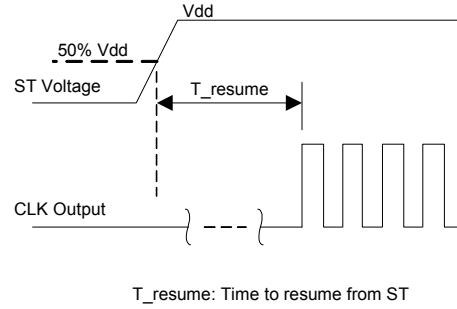 Vdd
50% Vdd
ST Voltage
T_resume
CLK Output
T_resume: Time to resume from ST